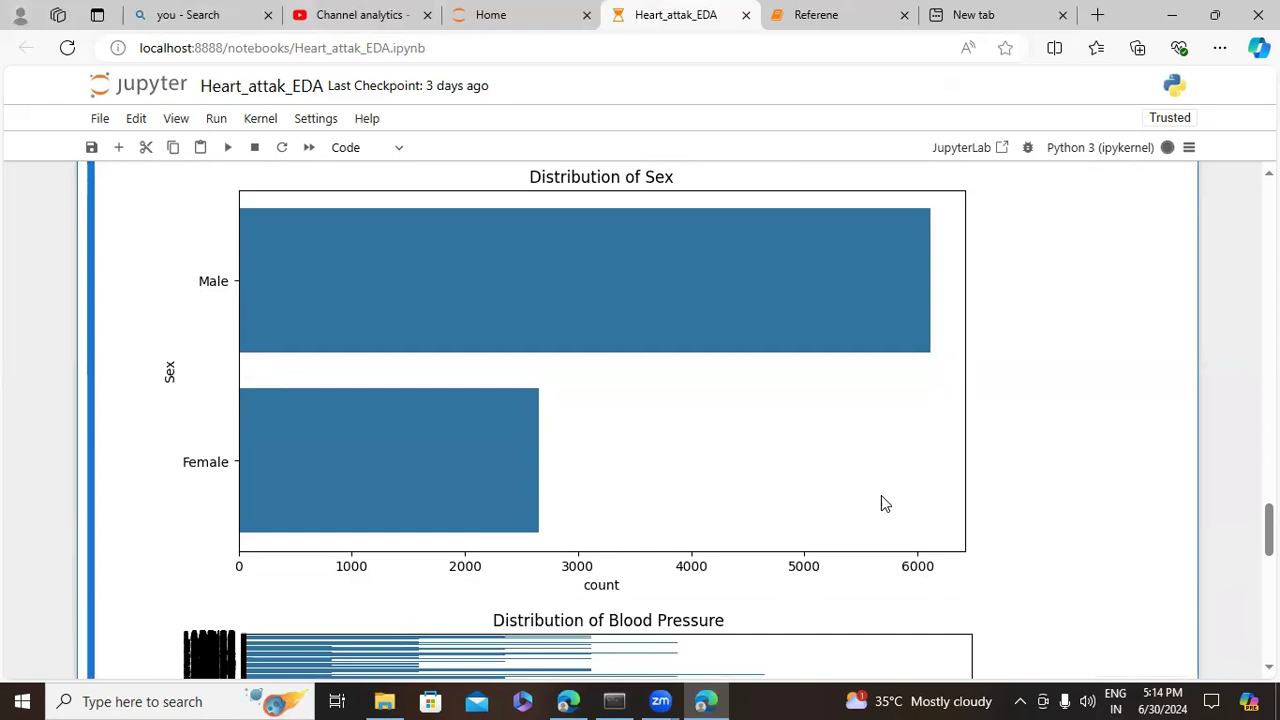 you - Search
Channel analytics -
Home
Heart_attak_EDA
Referene
New tab
localhost:8888/notebooks/Heart_attak_EDA.ipynb
jupyter Heart_attak_EDA Last Checkpoint: 3 days ago
File Edit View Run Kernel Settings Help
Trusted
Code
JupyterLab
Python 3 (ipykernel)
Distribution of Sex
Male
Sex
Female
0 1000 2000 3000 4000 5000 6000
count
Distribution of Blood Pressure
Type here to search
zm
1
35°C Mostly cloudy
ENG
IN
5:14 PM
6/30/2024
PRE